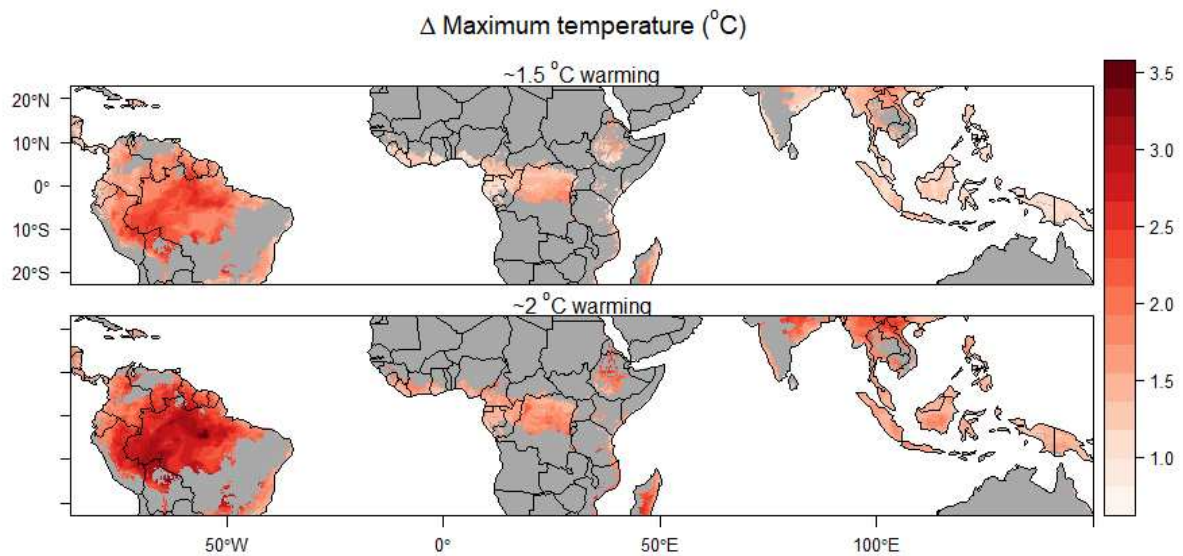 Δ Maximum temperature (°C)
~1.5 °C warming
20°N
10°N
0°
10°S
20°S
~2 °C warming
50°W
0°
50°E
100°E
3.5
3.0
2.5
2.0
1.5
1.0